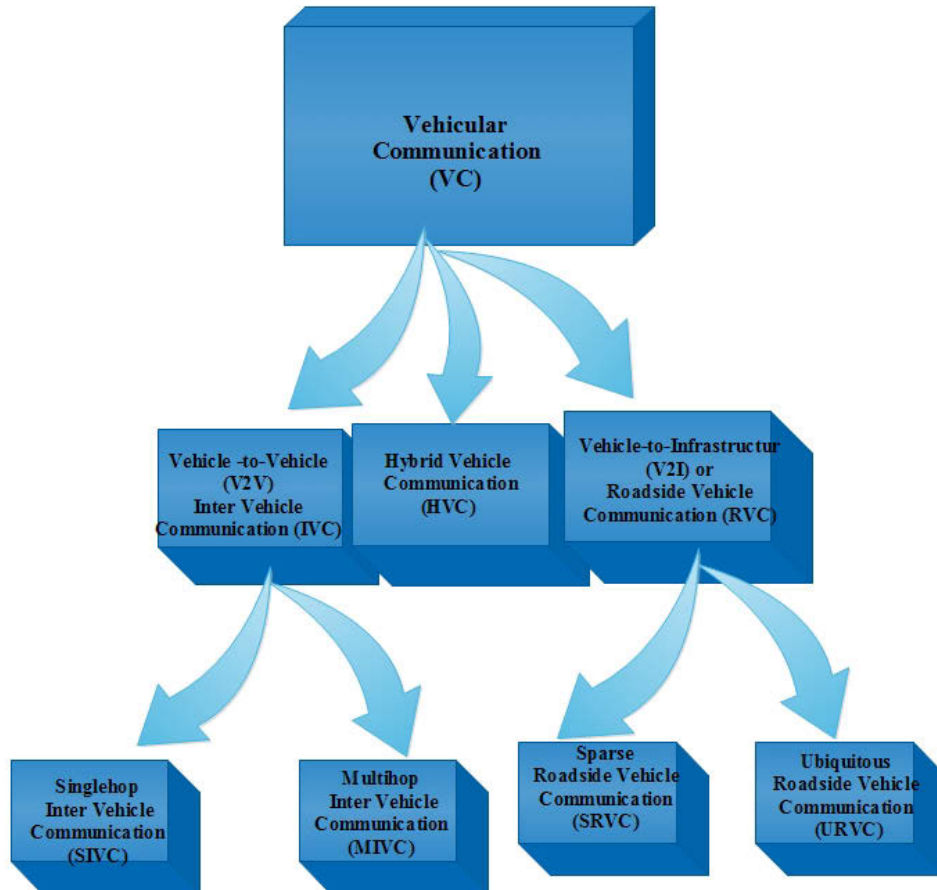 Vehicular
Communication
(VC)
Vehicle -to-Vehicle
(V2V)
Inter Vehicle
Communication (IVC)
Hybrid Vehicle
Communication
(HVC)
Vehicle-to-Infrastructur
(V2I) or
Roadside Vehicle
Communication (RVC)
Singlehop
Inter Vehicle
Communication
(SIVC)
Multihop
Inter Vehicle
Communication
(MIVC)
Sparse
Roadside Vehicle
Communication
(SRVC)
Ubiquitous
Roadside Vehicle
Communication
(URVC)